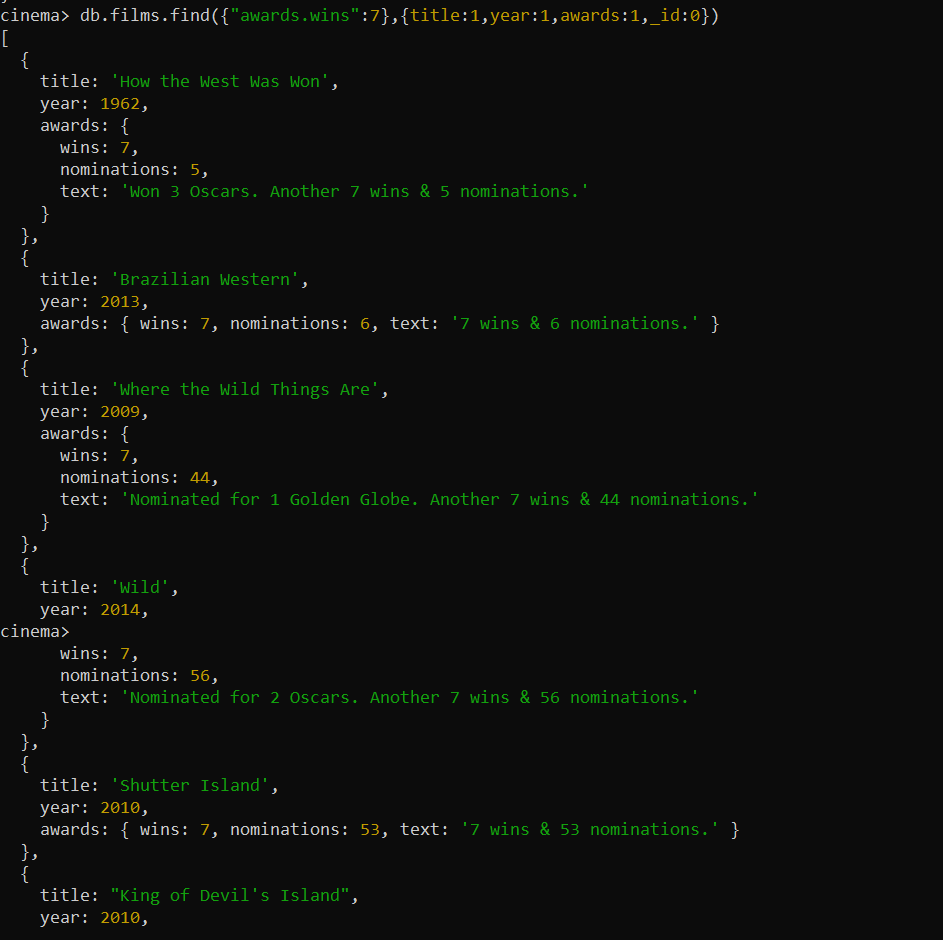 cinema> db.films.find({"awards.wins":7},{title:1,year:1,awards:1,_id:0})
[
  {
    title: 'How the West Was Won',
    year: 1962,
    awards: {
      wins: 7,
      nominations: 5,
      text: 'Won 3 Oscars. Another 7 wins & 5 nominations.'
    }
  },
  {
    title: 'Brazilian Western',
    year: 2013,
    awards: { wins: 7, nominations: 6, text: '7 wins & 6 nominations.' }
  },
  {
    title: 'Where the Wild Things Are',
    year: 2009,
    awards: {
      wins: 7,
      nominations: 44,
      text: 'Nominated for 1 Golden Globe. Another 7 wins & 44 nominations.'
    }
  },
  {
    title: 'Wild',
    year: 2014,
cinema>
      wins: 7,
      nominations: 56,
      text: 'Nominated for 2 Oscars. Another 7 wins & 56 nominations.'
    }
  },
  {
    title: 'Shutter Island',
    year: 2010,
    awards: { wins: 7, nominations: 53, text: '7 wins & 53 nominations.' }
  },
  {
    title: "King of Devil's Island",
    year: 2010,